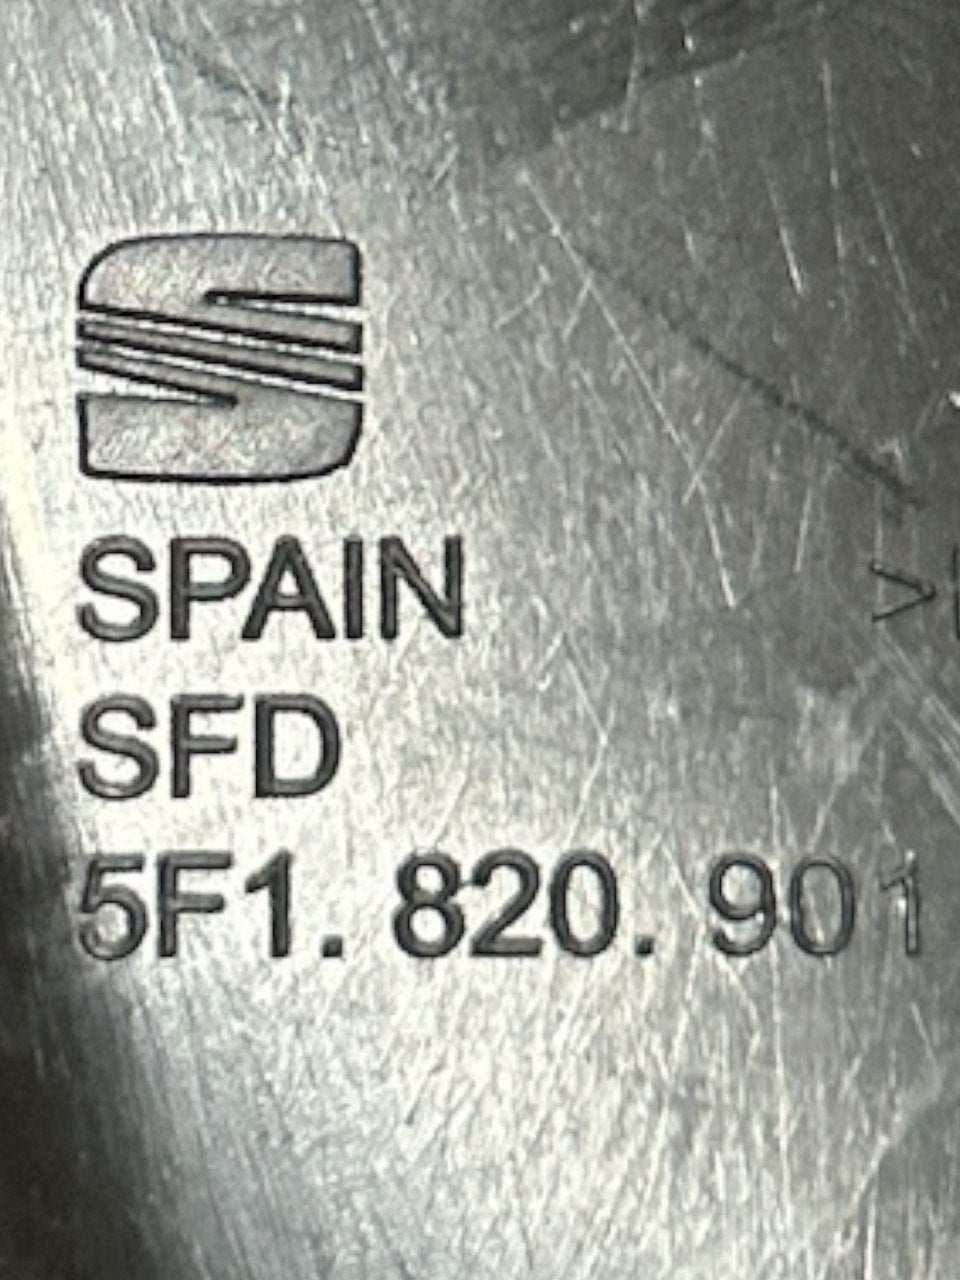 SPAIN
>
SFD
5F1. 820. 901